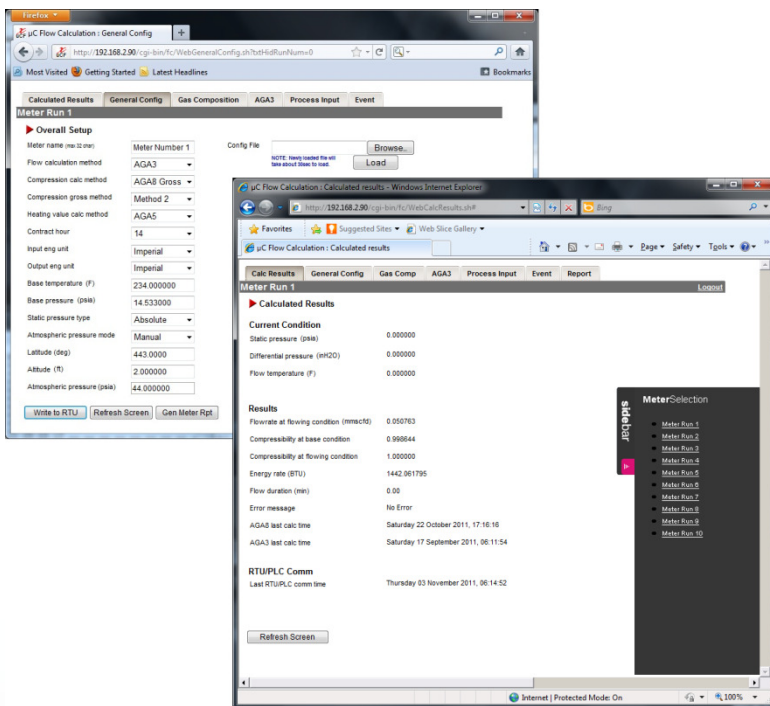 Firefox
µC Flow Calculation : General Config
+
http://192.168.2.90/cgi-bin/fc/WebGeneralConfig.sh?txtHidRunNum=0
Most Visited Getting Started Latest Headlines Bookmarks
Calculated Results General Config Gas Composition AGA3 Process Input Event
Meter Run 1
Overall Setup
Meter name (max 32 char) Meter Number 1 Config File Browse..
NOTE: Newly loaded file will
take about 30sec to load.
Load
Flow calculation method AGA3
Compression calc method AGA8 Gross
Compression gross method Method 2
Heating value calc method AGA5
Contract hour 14
Input eng unit Imperial
Output eng unit Imperial
Base temperature (F) 234.000000
Base pressure (psia) 14.533000
Static pressure type Absolute
Atmospheric pressure mode Manual
Latitude (deg) 443.0000
Altitude (ft) 2.000000
Atmospheric pressure (psia) 44.000000
Write to RTU Refresh Screen Gen Meter Rpt
µC Flow Calculation : Calculated results - Windows Internet Explorer
http://192.168.2.90/cgi-bin/fc/WebCalcResults.sh# Bing
Favorites Suggested Sites Web Slice Gallery
µC Flow Calculation : Calculated results Page Safety Tools
Calc Results General Config Gas Comp AGA3 Process Input Event Report
Meter Run 1 Logout
Calculated Results
Current Condition
Static pressure (psia) 0.000000
Differential pressure (inH2O) 0.000000
Flow temperature (F) 0.000000
Results
Flowrate at flowing condition (mmscfd) 0.050763
Compressibility at base condition 0.998644
Compressibility at flowing condition 1.000000
Energy rate (BTU) 1442.061795
Flow duration (min) 0.00
Error message No Error
AGA8 last calc time Saturday 22 October 2011, 17:16:16
AGA3 last calc time Saturday 17 September 2011, 06:11:54
RTU/PLC Comm
Last RTU/PLC comm time Thursday 03 November 2011, 06:14:52
Refresh Screen
sidebar
MeterSelection
Meter Run 1
Meter Run 2
Meter Run 3
Meter Run 4
Meter Run 5
Meter Run 6
Meter Run 7
Meter Run 8
Meter Run 9
Meter Run 10
Internet | Protected Mode: On 100%